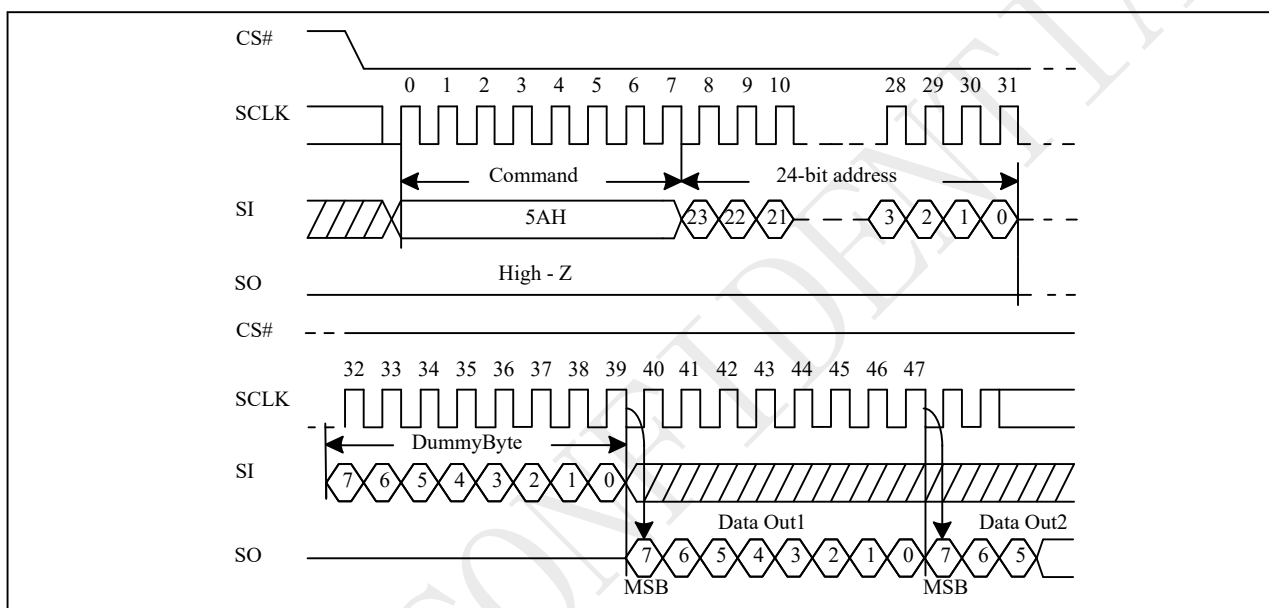 CS#
0 1 2 3 4 5 6 7 8 9 10 28 29 30 31
SCLK
Command 24-bit address
SI 5AH 23 22 21 3 2 1 0
High - Z
SO
CS#
32 33 34 35 36 37 38 39 40 41 42 43 44 45 46 47
SCLK
DummyByte
SI 7 6 5 4 3 2 1 0
Data Out1 Data Out2
SO 7 6 5 4 3 2 1 0 7 6 5
MSB MSB
CONFIDENTIA